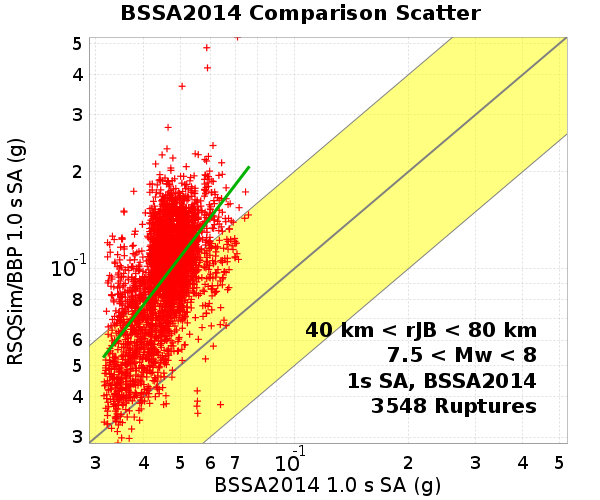 BSSA2014 Comparison Scatter
RSQSim/BBP 1.0 s SA (g)
5
4
3
2
10-1
8
6
5
4
3
40 km < rJB < 80 km
7.5 < Mw < 8
1s SA, BSSA2014
3548 Ruptures
3 4 5 6 7 10-1 2 3 4 5
BSSA2014 1.0 s SA (g)